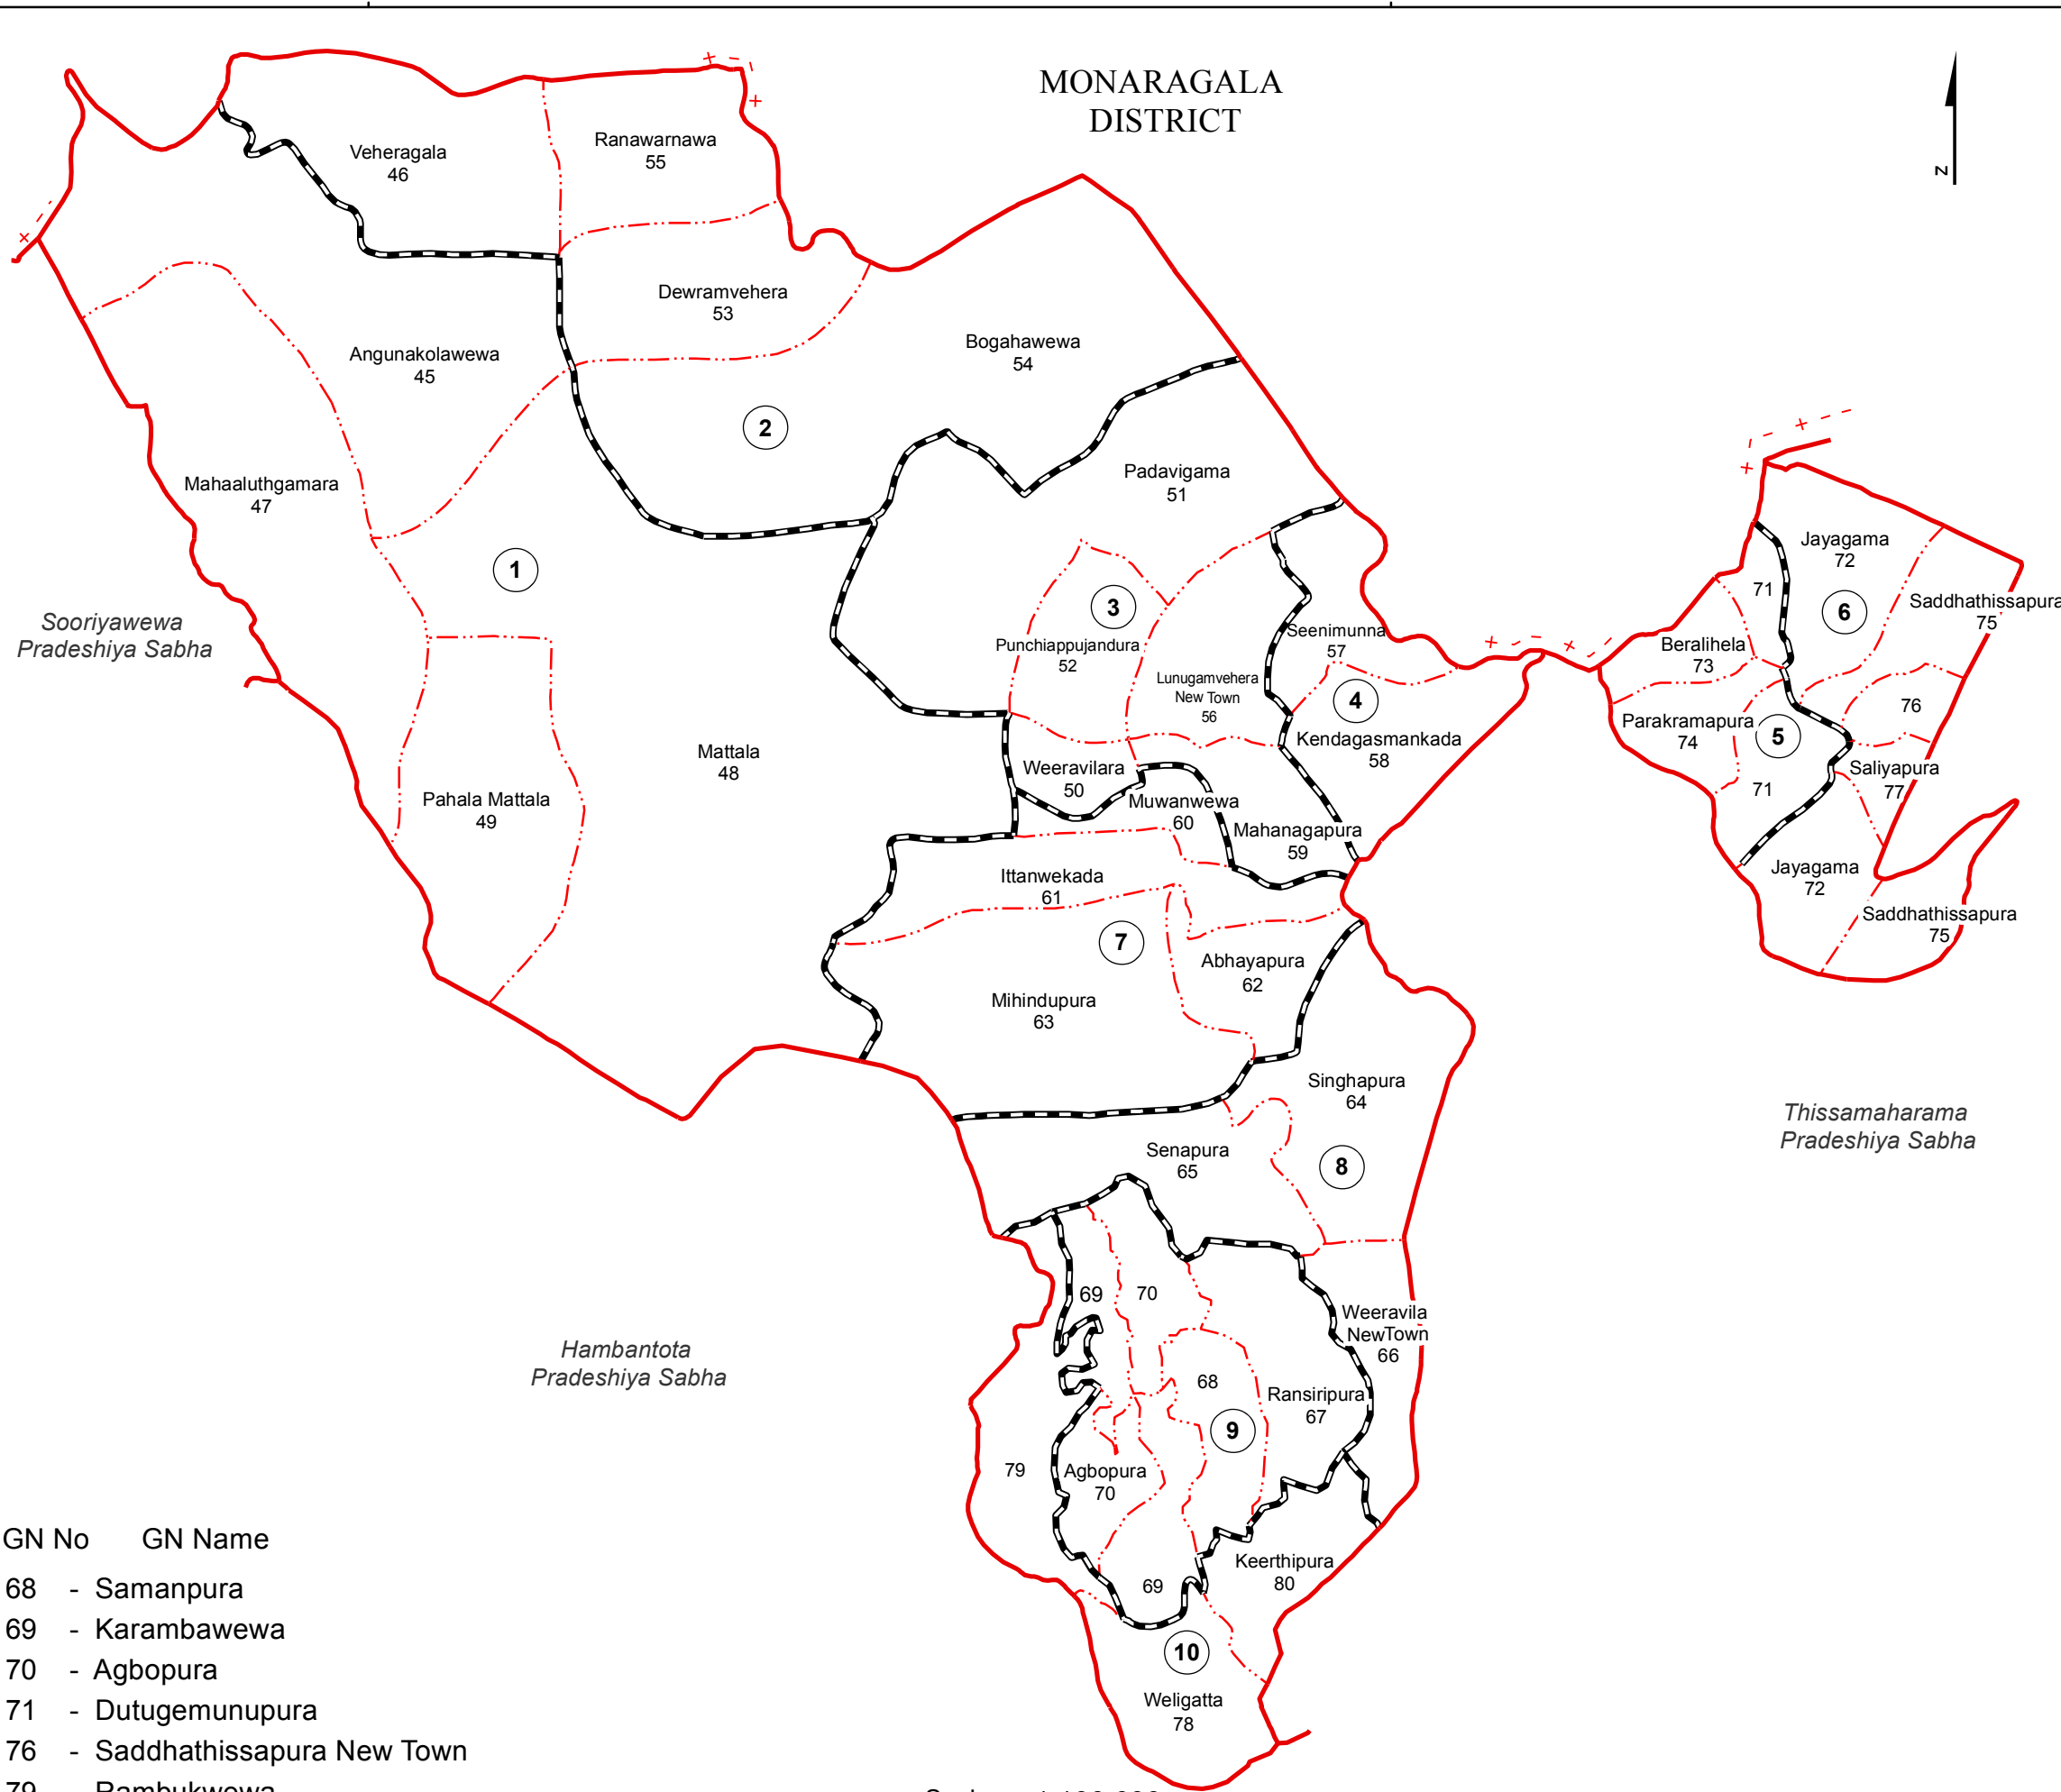 MONARAGALA
DISTRICT
N
Veheragala
46
Ranawarnawa
55
Dewramvehera
53
Angunakolawewa
45
Bogahawewa
54
2
Mahaaluthgamara
47
Padavigama
51
1
3
Jayagama
72
71
6
Saddhathissapura
75
Sooriyawewa
Pradeshiya Sabha
Punchiappujandura
52
Seenimunna
57
Beralihela
73
Lunugamvehera
New Town
56
4
76
Parakramapura
74
5
Kendagasmankada
58
Mattala
48
Weeravilara
50
Saliyapura
77
71
Pahala Mattala
49
Muwanwewa
60
Mahanagapura
59
Jayagama
72
Ittanwekada
61
Saddhathissapura
75
7
Abhayapura
62
Mihindupura
63
Singhapura
64
Thissamaharama
Pradeshiya Sabha
Senapura
65
8
69
70
Weeravila
NewTown
66
Hambantota
Pradeshiya Sabha
68
Ransiripura
67
9
79
Agbopura
70
Keerthipura
80
69
10
Weligatta
78
GN No GN Name
68 - Samanpura
69 - Karambawewa
70 - Agbopura
71 - Dutugemunupura
76 - Saddhathissapura New Town